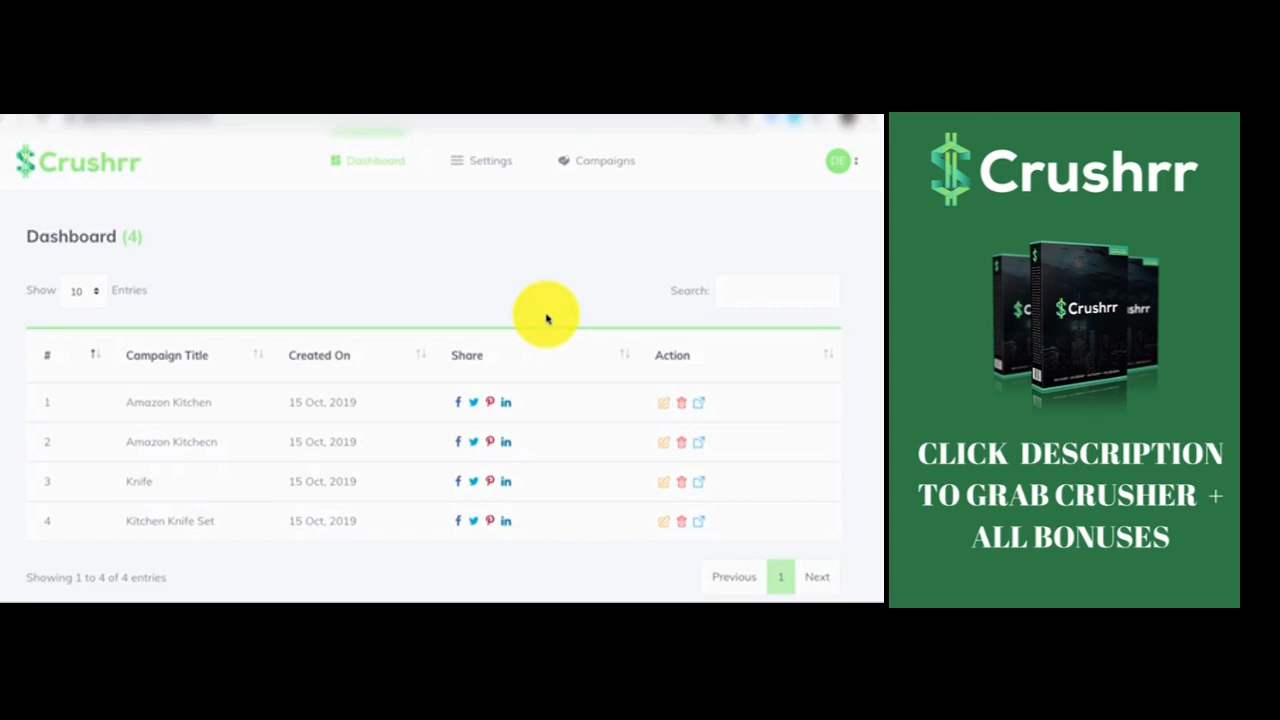 Crushrr
Dashboard Settings Campaigns DE
Dashboard (4)
Show 10 Entries Search:
# Campaign Title Created On Share Action
1 Amazon Kitchen 15 Oct, 2019
2 Amazon Kitchecn 15 Oct, 2019
3 Knife 15 Oct, 2019
4 Kitchen Knife Set 15 Oct, 2019
Showing 1 to 4 of 4 entries Previous 1 Next
Crushrr
Crushrr
CLICK DESCRIPTION
TO GRAB CRUSHER +
ALL BONUSES